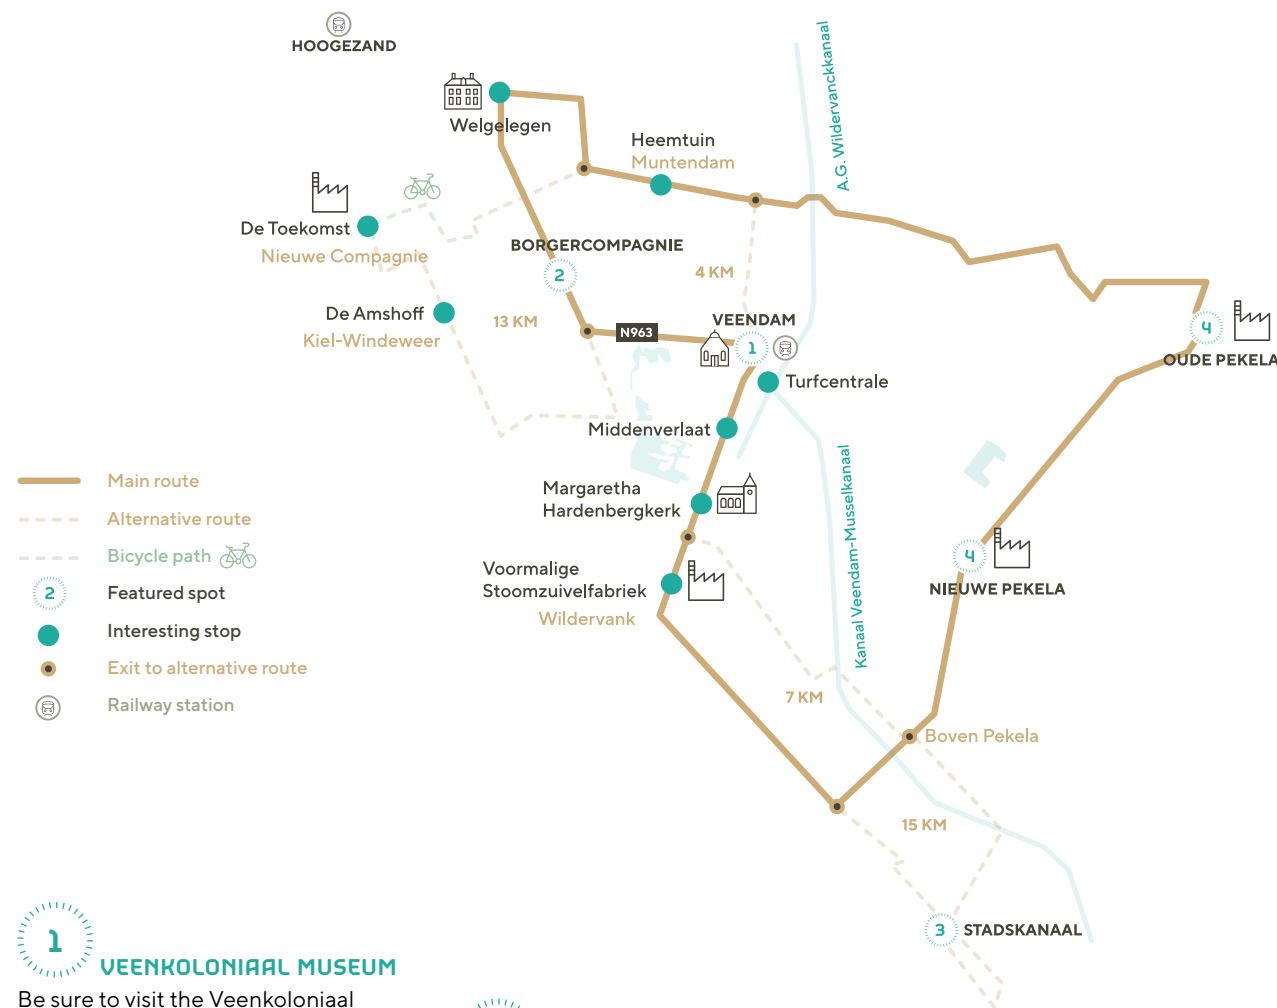 HOOGEZAND
A.G. Wildervanckkanaal
Welgelegen
Heemtuin
Muntendam
De Toekomst
Nieuwe Compagnie
BORGERCOMPAGNIE
2
4 KM
De Amshoff
Kiel-Windeweer
13 KM
N963
VEENDAM
1
4
OUDE PEKELA
Turfcentrale
Middenverlaat
Kanaal Veendam-Musselkanaal
Margaretha
Hardenbergkerk
4
NIEUWE PEKELA
Voormalige
Stoomzuivelfabriek
Wildervank
7 KM
Boven Pekela
15 KM
3
STADSKANAAL
Main route
Alternative route
Bicycle path
2
Featured spot
Interesting stop
Exit to alternative route
Railway station
1
VEENKOLONIAAL MUSEUM
Be sure to visit the Veenkoloniaal